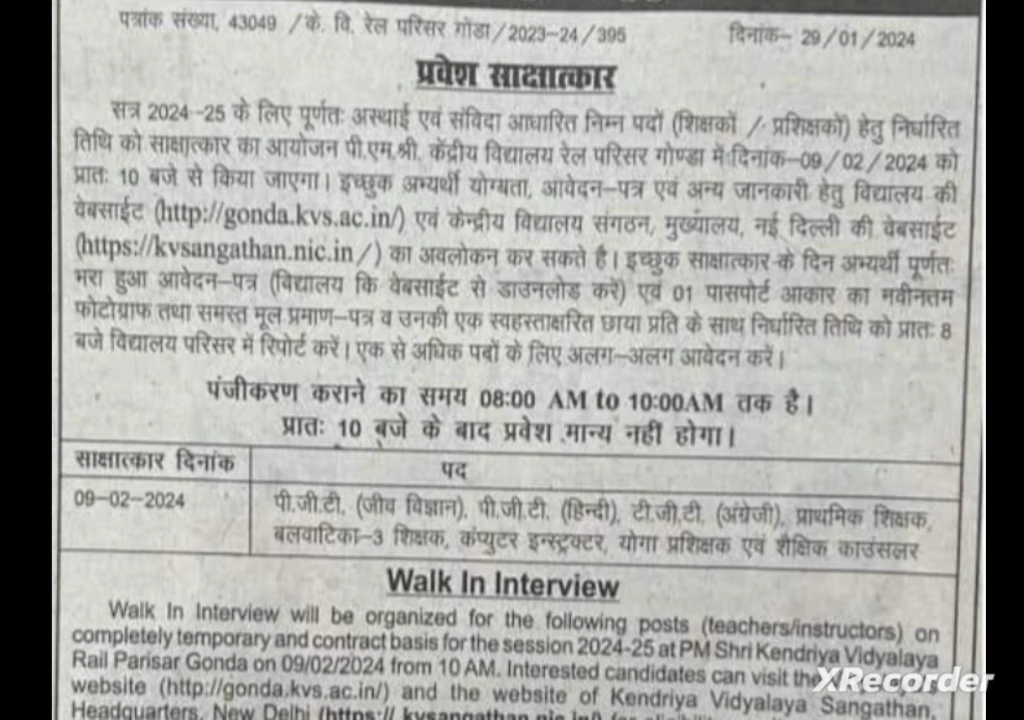 पत्रांक संख्या, 43049 /के. वि. रेल परिसर गोंडा/2023-24/395 दिनांक- 29/01/2024
प्रवेश साक्षात्कार
सत्र 2024-25 के लिए पूर्णतः अस्थाई एवं संविदा आधारित निम्न पदों (शिक्षकों / प्रशिक्षकों) हेतु निर्धारित
तिथि को साक्षात्कार का आयोजन पी.एम.श्री. केंद्रीय विद्यालय रेल परिसर गोण्डा में दिनांक-09/02/2024 को
प्रातः 10 बजे से किया जाएगा। इच्छुक अभ्यर्थी योग्यता, आवेदन-पत्र एवं अन्य जानकारी हेतु विद्यालय की
वेबसाईट (http://gonda.kvs.ac.in/) एवं केन्द्रीय विद्यालय संगठन, मुख्यालय, नई दिल्ली की वेबसाईट
(https://kvsangathan.nic.in/) का अवलोकन कर सकते है। इच्छुक साक्षात्कार के दिन अभ्यर्थी पूर्णतः
भरा हुआ आवेदन-पत्र (विद्यालय कि वेबसाईट से डाउनलोड करें) एवं 01 पासपोर्ट आकार का नवीनतम
फोटोग्राफ तथा समस्त मूल प्रमाण-पत्र व उनकी एक स्वहस्ताक्षरित छाया प्रति के साथ निर्धारित तिथि को प्रातः 8
बजे विद्यालय परिसर में रिपोर्ट करें। एक से अधिक पदों के लिए अलग-अलग आवेदन करें।
पंजीकरण कराने का समय 08:00 AM to 10:00AM तक है।
प्रातः 10 बजे के बाद प्रवेश मान्य नहीं होगा।
साक्षात्कार दिनांक पद
09-02-2024 पी.जी.टी. (जीव विज्ञान), पी.जी.टी. (हिन्दी), टी.जी.टी. (अंग्रेजी), प्राथमिक शिक्षक,
बलवाटिका-3 शिक्षक, कंप्युटर इन्स्ट्रक्टर, योगा प्रशिक्षक एवं शैक्षिक काउंसलर
Walk In Interview
Walk In Interview will be organized for the following posts (teachers/instructors) on
completely temporary and contract basis for the session 2024-25 at PM Shri Kendriya Vidyalaya
Rail Parisar Gonda on 09/02/2024 from 10 AM. Interested candidates can visit the
website (http://gonda.kvs.ac.in/) and the website of Kendriya Vidyalaya Sangathan,
Headquarters, New Delhi (https://kvsangathan.nic.in/)
XRecorder